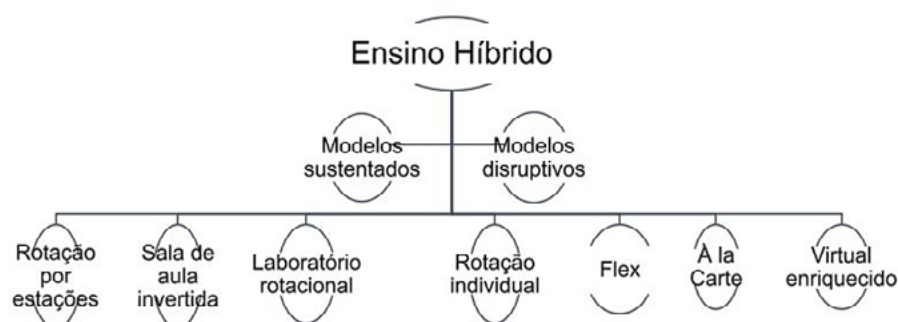 Ensino Híbrido
Modelos
sustentados
Modelos
disruptivos
Rotação
por
estações
Sala de
aula
invertida
Laboratório
rotacional
Rotação
individual
Flex
À la
Carte
Virtual
enriquecido